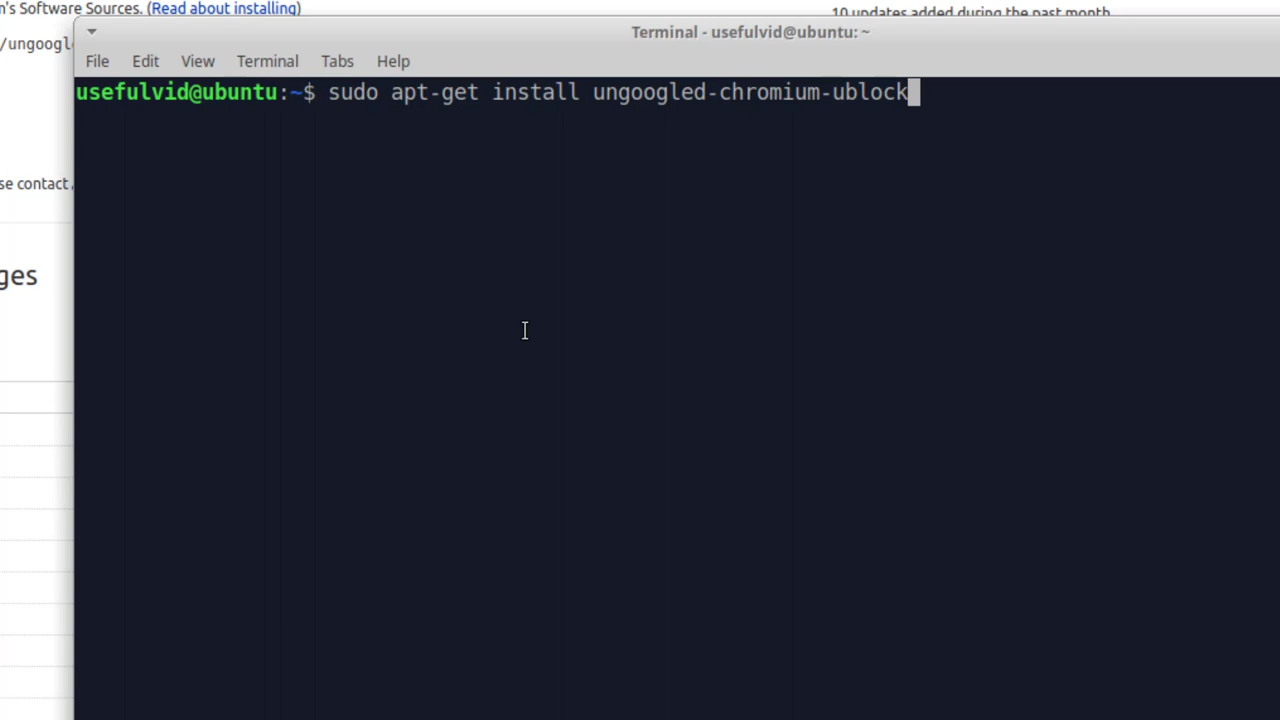 n's Software Sources. (Read about installing)
10 updates added during the past month.
Terminal - usefulvid@ubuntu: ~
/ungoogl
File Edit View Terminal Tabs Help
usefulvid@ubuntu:~$ sudo apt-get install ungoogled-chromium-ublock
se contact
ges